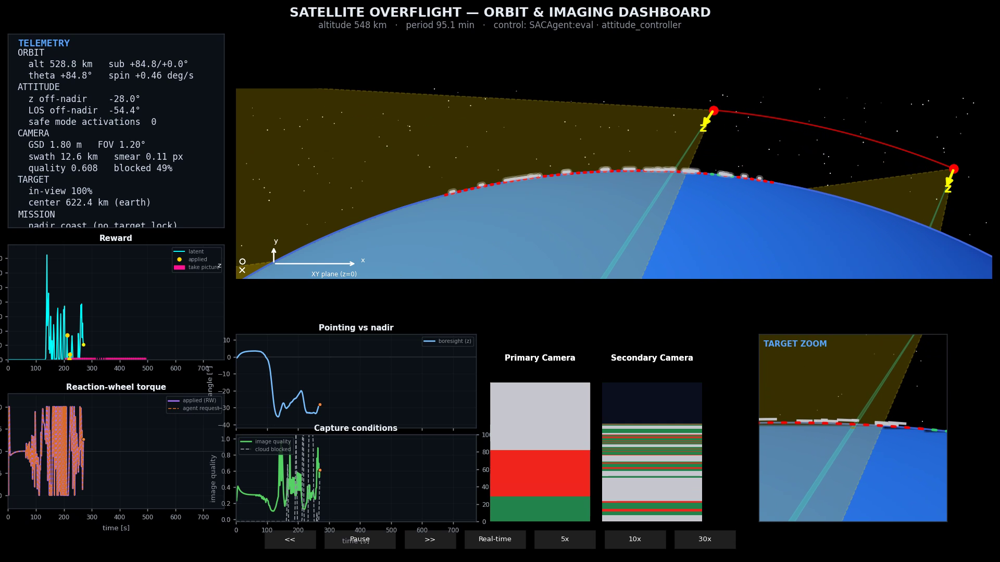 SATELLITE OVERFLIGHT — ORBIT & IMAGING DASHBOARD
altitude 548 km · period 95.1 min · control: SACAgent:eval · attitude_controller
TELEMETRY
ORBIT
alt 528.8 km sub +84.8/+0.0°
theta +84.8° spin +0.46 deg/s
ATTITUDE
z off-nadir -28.0°
LOS off-nadir -54.4°
safe mode activations 0
CAMERA
GSD 1.80 m FOV 1.20°
swath 12.6 km smear 0.11 px
quality 0.608 blocked 49%
TARGET
in-view 100%
center 622.4 km (earth)
MISSION
nadir coast (no target lock)
z
z
y
x
z
XY plane (z=0)
Reward
latent
applied
take picture
0 100 200 300 400 500 600 700
Reaction-wheel torque
applied (RW)
agent request
0 100 200 300 400 500 600 700
time [s]
Pointing vs nadir
boresight (z)
10
0
−10
−20
−30
−40
angle [°]
Capture conditions
image quality
cloud blocked
1.0
0.8
0.6
0.4
0.2
0.0
image quality
80
60
40
20
0
0 100 200 300 400 500 600 700
time [s]
Primary Camera
Secondary Camera
TARGET ZOOM
<< Pause >> Real-time 5x 10x 30x